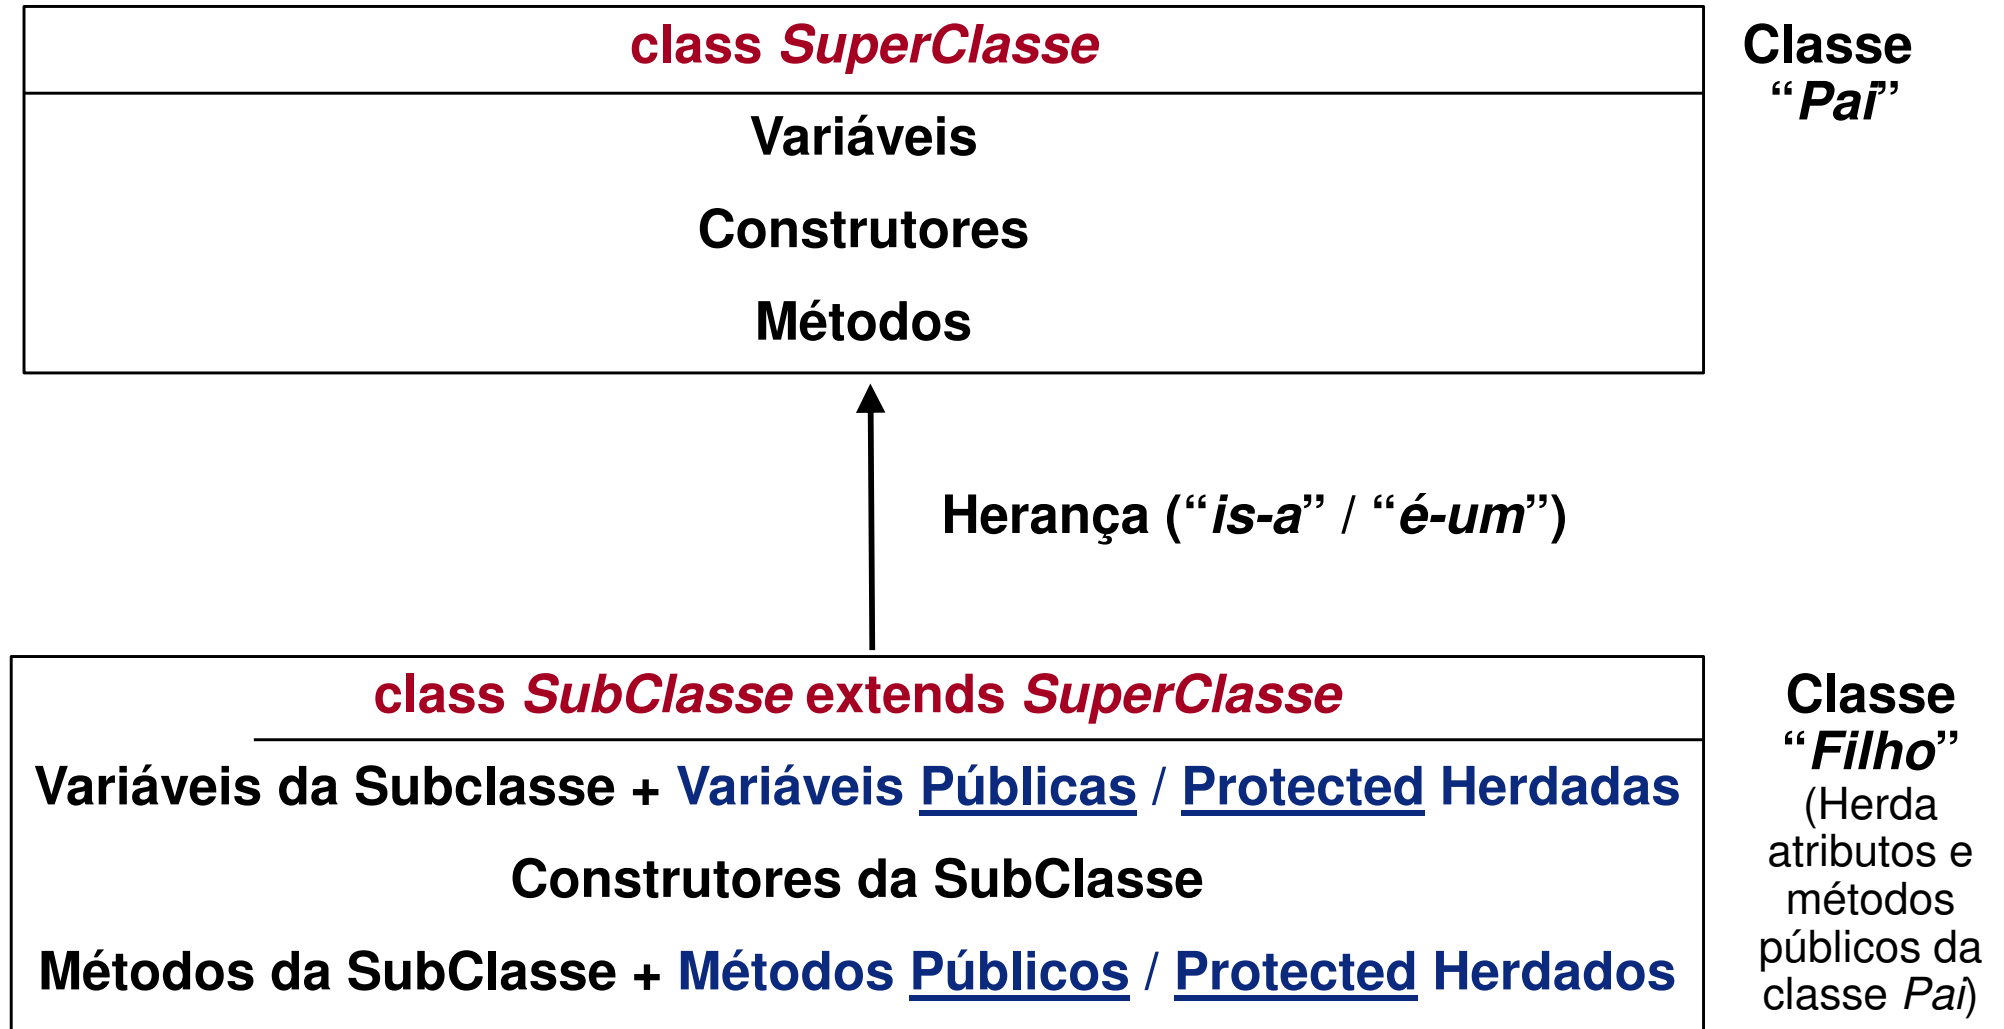 class SuperClasse
Variáveis
Construtores
Métodos
Classe
“Pai”
Herança (“is-a” / “é-um”)
class SubClasse extends SuperClasse
Variáveis da Subclasse + Variáveis Públicas / Protected Herdadas
Construtores da SubClasse
Métodos da SubClasse + Métodos Públicos / Protected Herdados
Classe
“Filho”
(Herda
atributos e
métodos
públicos da
classe Pai)